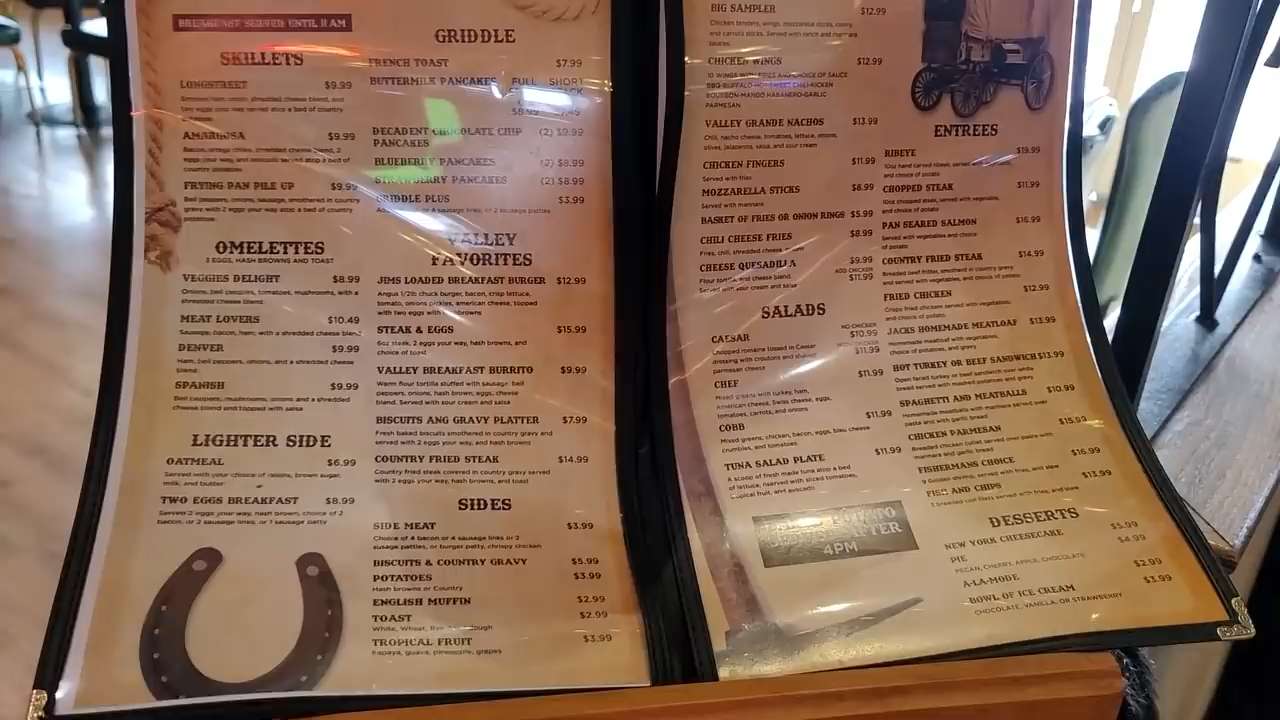 BREAKFAST SERVED UNTIL 11 AM
SKILLETS
LONGSTREET $9.99
two eggs your way served atop a bed of country
AMARILOSA $9.99
Bacon, ortega chiles, shredded cheese blend, 2
eggs your way, and avocado served atop a bed of
country potatoes
FRYING PAN PILE UP $9.99
Bell peppers, onions, sausage, smothered in country
gravy with 2 eggs your way atop a bed of country
potatoes
OMELETTES
3 EGGS, HASH BROWNS AND TOAST
VEGGIES DELIGHT $8.99
Onions, bell peppers, tomatoes, mushrooms, with a
shredded cheese blend
MEAT LOVERS $10.49
Sausage, bacon, ham, with a shredded cheese blend
DENVER $9.99
Ham, bell peppers, onions, and a shredded cheese
blend
SPANISH $9.99
Bell peppers, mushrooms, onions and a shredded
cheese blend and topped with salsa
LIGHTER SIDE
OATMEAL $6.99
Served with your choice of raisins, brown sugar,
milk, and butter
TWO EGGS BREAKFAST $8.99
Served 2 eggs your way, hash browns, choice of 2
bacon, or 2 sausage links, or 1 sausage patty
GRIDDLE
FRENCH TOAST $7.99
BUTTERMILK PANCAKES FULL SHORT
DECADENT CHOCOLATE CHIP (2) $9.99
PANCAKES
BLUEBERRY PANCAKES (2) $8.99
STRAWBERRY PANCAKES (2) $8.99
GRIDDLE PLUS $3.99
or 4 sausage links, or 2 sausage patties
VALLEY
FAVORITES
JIMS LOADED BREAKFAST BURGER $12.99
Angus 1/2lb chuck burger, bacon, crisp lettuce,
tomato, onions pickles, american cheese, topped
with two eggs with hashbrowns
STEAK & EGGS $15.99
6oz steak, 2 eggs your way, hash browns, and
choice of toast
VALLEY BREAKFAST BURRITO $9.99
Warm flour tortilla stuffed with sausage, bell
peppers, onions, hash brown, eggs, cheese
blend. Served with sour cream and salsa
BISCUITS ANG GRAVY PLATTER $7.99
Fresh baked biscuits smothered in country gravy and
served with 2 eggs your way, and hash browns
COUNTRY FRIED STEAK $14.99
Country fried steak covered in country gravy served
with 2 eggs your way, hash browns, and toast
SIDES
SIDE MEAT $3.99
Choice of 4 bacon or 4 sausage links or 2
susage patties, or burger patty, chrispy chicken
BISCUITS & COUNTRY GRAVY $5.99
POTATOES $3.99
Hash browns or Country
ENGLISH MUFFIN $2.99
TOAST $2.99
White, Wheat,
TROPICAL FRUIT $3.99
Papaya, guava, pineapple, grapes
BIG SAMPLER $12.99
Chicken tenders, wings, mozzarella sticks, celery
and carrots sticks. Served with ranch and marinara
sauces.
CHICKEN WINGS $12.99
10 WINGS WITH FRIES AND CHOICE OF SAUCE
BOURBON-MANGO HABANERO-GARLIC
PARMESAN
VALLEY GRANDE NACHOS $13.99
Chili, nacho cheese, tomatoes, lettuce, onions,
olives, jalapenos, salsa, and sour cream
CHICKEN FINGERS $11.99
Served with fries
MOZZARELLA STICKS $8.99
Served with marinara
BASKET OF FRIES OR ONION RINGS $5.99
CHILI CHEESE FRIES $8.99
Fries, chili, shredded cheese,
CHEESE QUESADILLA $9.99
ADD CHICKEN $11.99
Flour tortilla, and cheese blend.
Served with sour cream and salsa
SALADS
CAESAR NO CHICKEN $10.99
WITH CHICKEN $11.99
Chopped romaine tossed in Caesar
dressing with croutons and shaved
parmesan cheese
CHEF $11.99
Mixed greens with turkey, ham,
American cheese, Swiss cheese, eggs,
tomatoes, carrots, and onions
COBB $11.99
Mixed greens, chicken, bacon, eggs, bleu cheese
crumbles, and tomatoes
TUNA SALAD PLATE $11.99
A scoop of fresh made tuna atop a bed
of lettuce, nserved with sliced tomatoes,
tropical fruit, anf avocado
4PM
ENTREES
RIBEYE $19.99
10oz hand carved ribeye, served with
and choice of potato
CHOPPED STEAK $11.99
10oz chopped steak, served with vegetables,
and choice of potato
PAN SEARED SALMON $16.99
Served with vegetables and choice
of potato
COUNTRY FRIED STEAK $14.99
Breaded beef fritter, smothered in country gravy
and served with vegetables, and choice of potato
FRIED CHICKEN $12.99
Crispy fried chicken served with vegetables,
and choice of potato
JACKS HOMEMADE MEATLOAF $13.99
Homemade meatloaf with vegetables,
choice of potatoes, and gravy
HOT TURKEY OR BEEF SANDWICH $13.99
Open faced turkey or beef sandwich over white
bread served with mashed potatoes and gravy
SPAGHETTI AND MEATBALLS $10.99
Homemade meatballs with marinara served over
pasta and with garlic bread
CHICKEN PARMESAN $15.99
Breaded chicken cutlet served over pasta with
marinara and garlic bread
FISHERMANS CHOICE $16.99
9 Golden shrimp, served with fries, and slaw
FISH AND CHIPS $13.99
3 breaded cod filets served with fries, and slaw
DESSERTS
NEW YORK CHEESECAKE $5.99
PIE $4.99
PECAN, CHERRY, APPLE, CHOCOLATE
A-LA-MODE $2.99
BOWL OF ICE CREAM $3.99
CHOCOLATE, VANILLA, OR STRAWBERRY